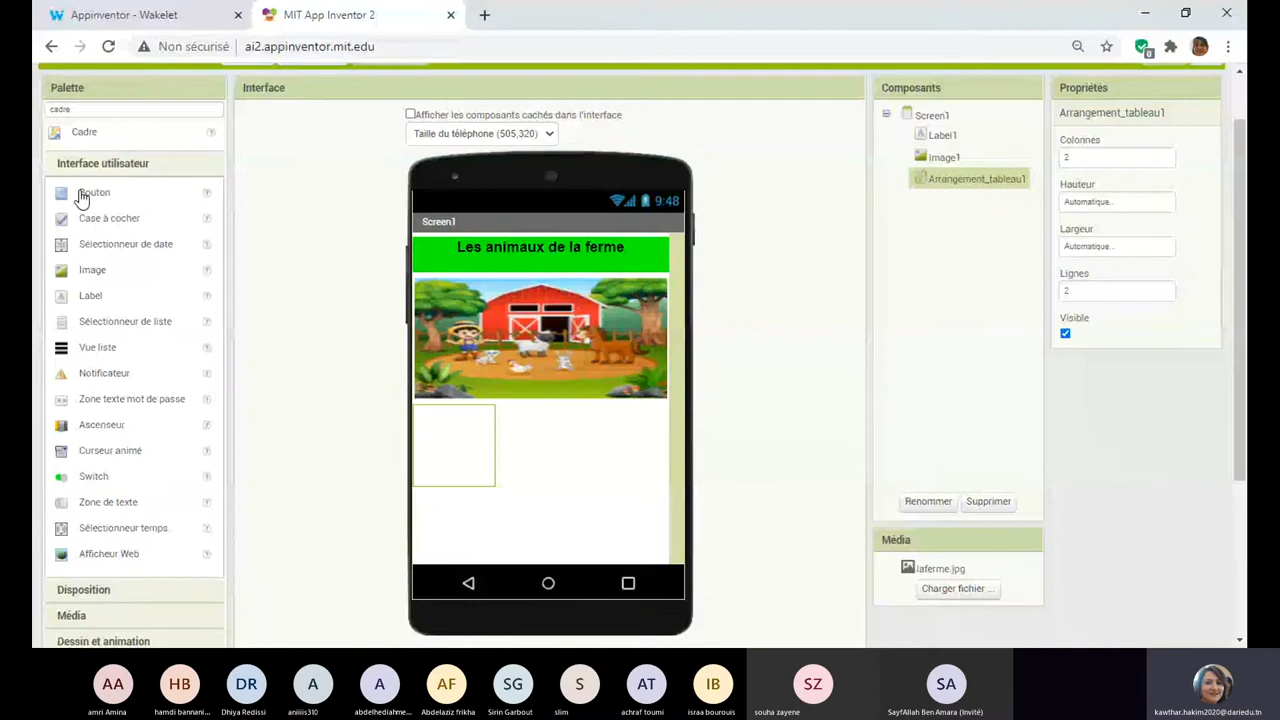 Appinventor - Wakelet
MIT App Inventor 2
Non sécurisé
ai2.appinventor.mit.edu
Palette
cadre
Cadre
Interface utilisateur
Bouton
Case à cocher
Sélectionneur de date
Image
Label
Sélectionneur de liste
Vue liste
Notificateur
Zone texte mot de passe
Ascenseur
Curseur animé
Switch
Zone de texte
Sélectionneur temps
Afficheur Web
Disposition
Média
Dessin et animation
Interface
Afficher les composants cachés dans l'interface
Taille du téléphone (505,320)
9:48
Screen1
Les animaux de la ferme
Composants
Screen1
Label1
Image1
Arrangement_tableau1
Renommer
Supprimer
Média
laferme.jpg
Charger fichier ...
Propriétés
Arrangement_tableau1
Colonnes
2
Hauteur
Automatique..
Largeur
Automatique..
Lignes
2
Visible
AA
HB
DR
A
A
AF
SG
S
AT
IB
SZ
SA
amri Amina
hamdi bannani...
Dhiya Redissi
aniiiis310
abdelhediahme...
Abdelaziz frikha
Sirin Garbout
slim
achraf toumi
israa bourouis
souha zayene
SayfAllah Ben Amara (Invité)
kawthar.hakim2020@dariedu.tn